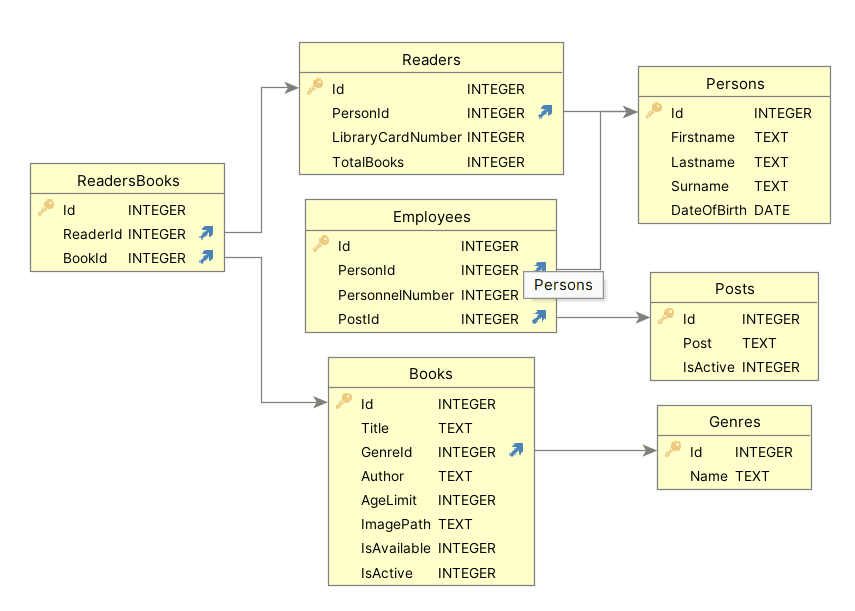 Readers
Id INTEGER
PersonId INTEGER
LibraryCardNumber INTEGER
TotalBooks INTEGER
Persons
Id INTEGER
Firstname TEXT
Lastname TEXT
Surname TEXT
DateOfBirth DATE
ReadersBooks
Id INTEGER
ReaderId INTEGER
BookId INTEGER
Employees
Id INTEGER
PersonId INTEGER
PersonnelNumber INTEGER
PostId INTEGER
Persons
Posts
Id INTEGER
Post TEXT
IsActive INTEGER
Books
Id INTEGER
Title TEXT
GenreId INTEGER
Author TEXT
AgeLimit INTEGER
ImagePath TEXT
IsAvailable INTEGER
IsActive INTEGER
Genres
Id INTEGER
Name TEXT